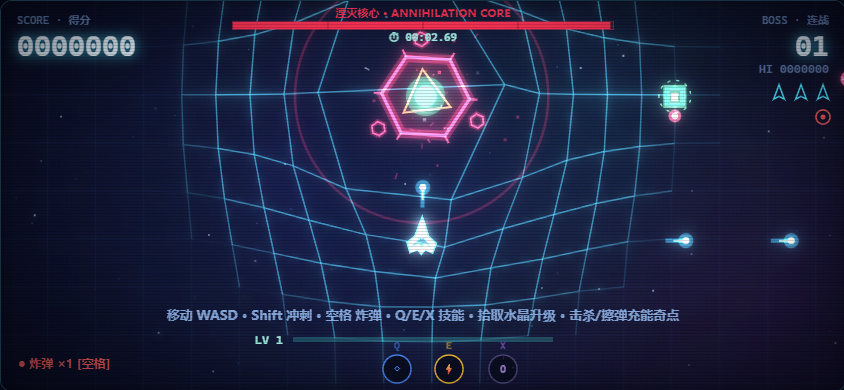 SCORE · 得分
0000000
湮灭核心 · ANNIHILATION CORE
00:02.69
BOSS · 连战
01
HI 0000000
移动 WASD • Shift 冲刺 • 空格 炸弹 • Q/E/X 技能 • 拾取水晶升级 • 击杀/擦弹充能奇点
LV 1
Q E X
0
炸弹 ×1 [空格]